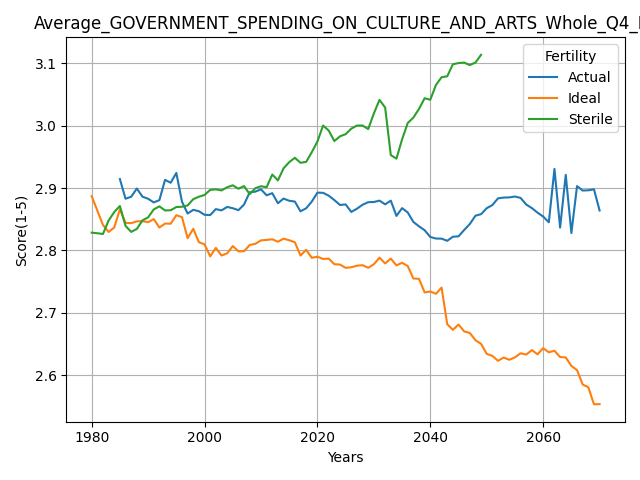 Average_GOVERNMENT_SPENDING_ON_CULTURE_AND_ARTS_Whole_Q4_
Fertility
Actual
Ideal
Sterile
Score(1-5)
3.1
3.0
2.9
2.8
2.7
2.6
1980 2000 2020 2040 2060
Years